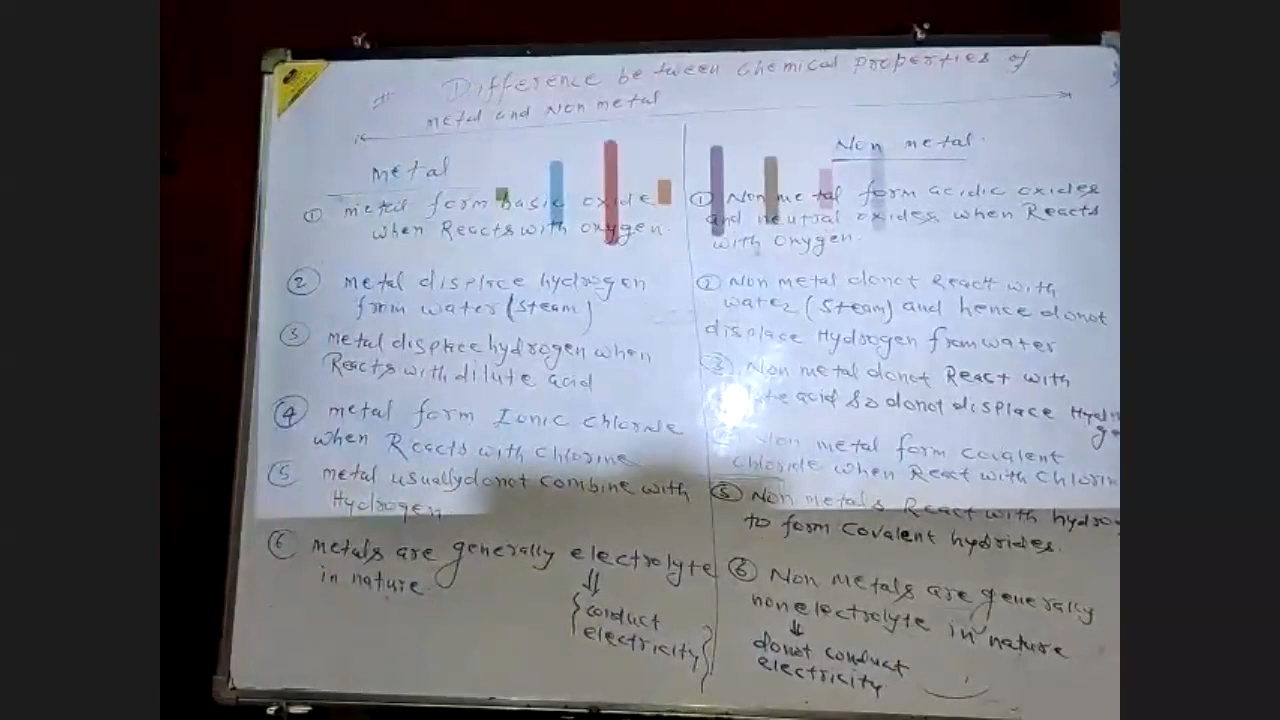 Difference between chemical properties of
metal and Non metal
metal
① metals form basic oxide
when Reacts with oxygen.
② metal displace hydrogen
from water (steam)
③ metal displace hydrogen when
Reacts with dilute acid
④ metal form Ionic chloride
when Reacts with chlorine
⑤ metal usually donot combine with
Hydrogen
⑥ metals are generally electrolyte
in nature.
⇓
{conduct
electricity}
Non metal.
① Non metal form acidic oxides
and neutral oxides when Reacts
with oxygen.
② Non metal donot React with
water (steam) and hence donot
displace Hydrogen from water
③ Non metal donot React with
acid so donot displace Hydro
ge
Non metal form covalent
chloride when React with Chlorin
⑤ Non metals React with hydro
to form covalent hydrides.
⑥ Non metals are generally
nonelectrolyte in nature
↓
donot conduct
electricity